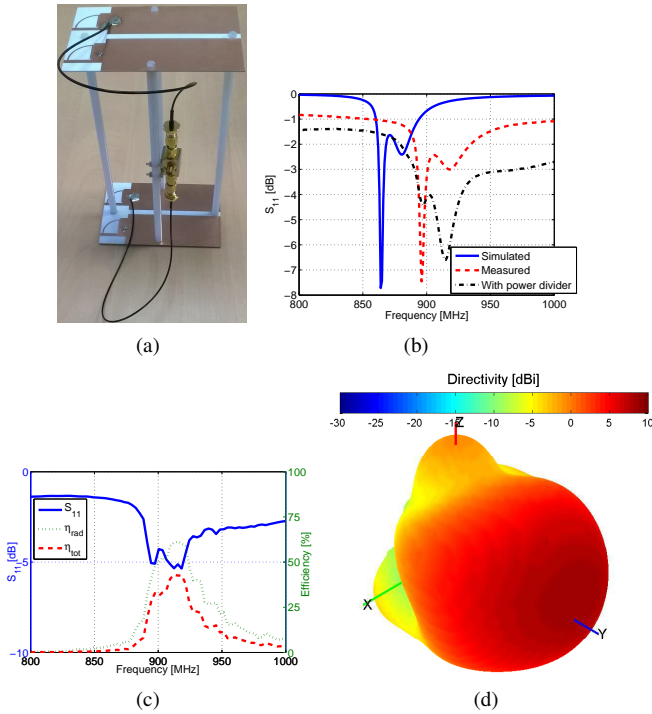 (a)
0
−1
−2
−3
−4
−5
−6
−7
−8
S11 [dB]
800 850 900 950 1000
Frequency [MHz]
Simulated
Measured
With power divider
(b)
0
−5
−10
S11 [dB]
100
75
50
25
0
Efficiency [%]
S11
ηrad
ηtot
800 850 900 950 1000
Frequency [MHz]
(c)
Directivity [dBi]
-30 -25 -20 -15 -10 -5 0 5 10
Z
X
Y
(d)